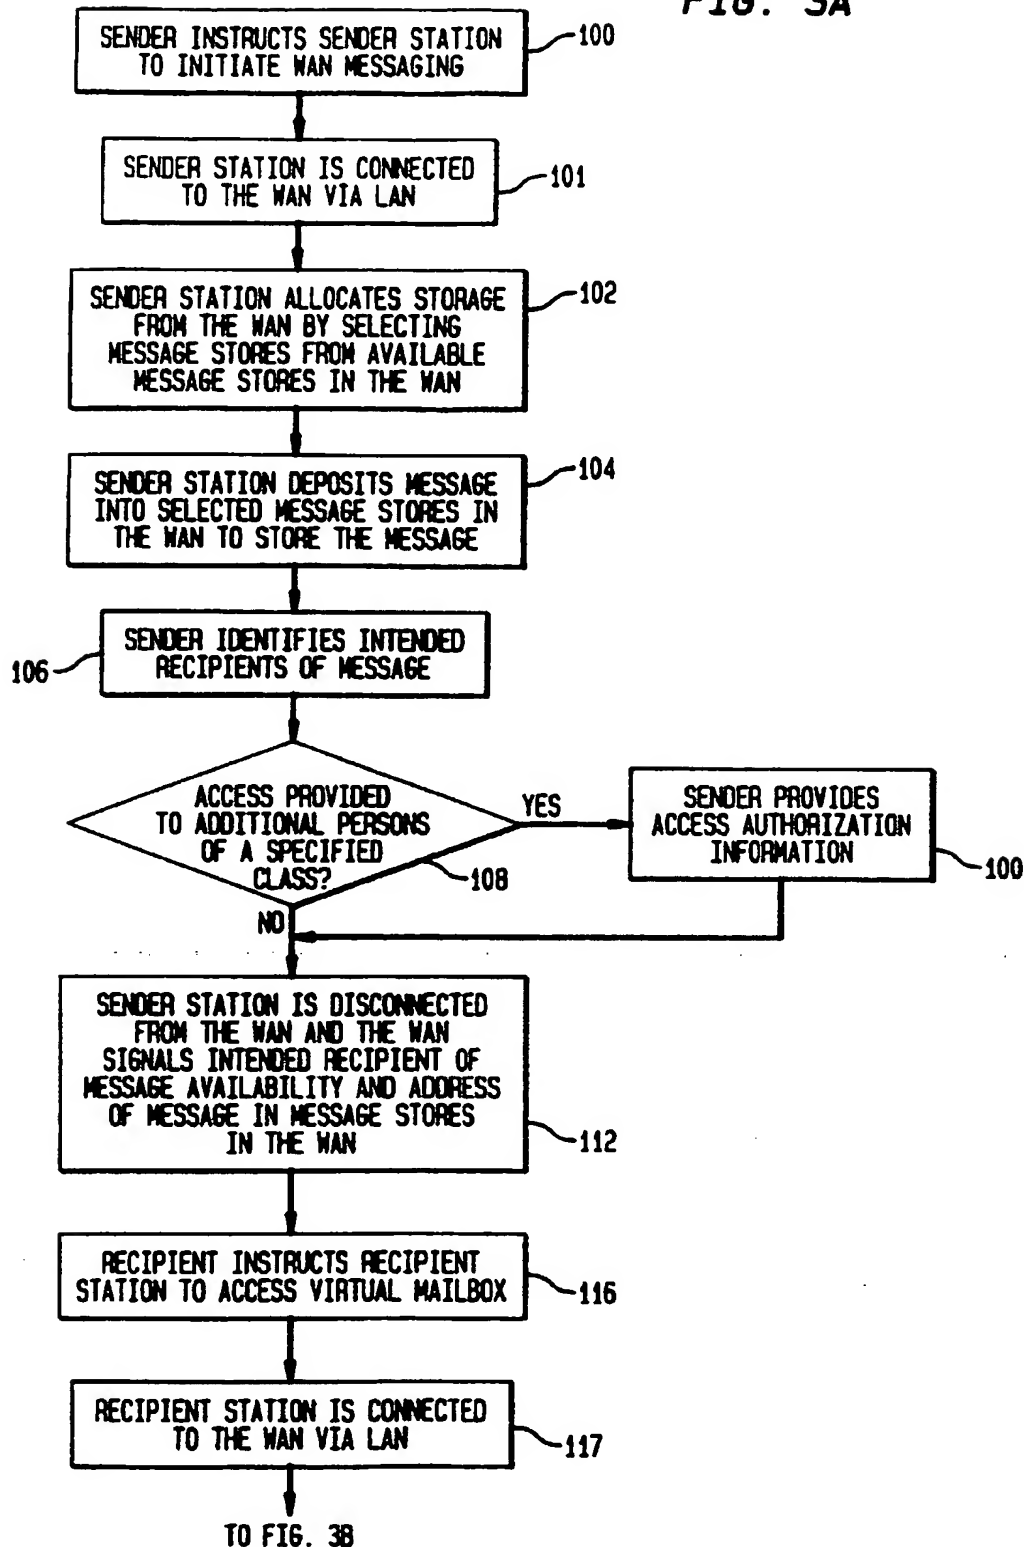 FIG. 3A
SENDER INSTRUCTS SENDER STATION
TO INITIATE WAN MESSAGING
100
SENDER STATION IS CONNECTED
TO THE WAN VIA LAN
101
SENDER STATION ALLOCATES STORAGE
FROM THE WAN BY SELECTING
MESSAGE STORES FROM AVAILABLE
MESSAGE STORES IN THE WAN
102
SENDER STATION DEPOSITS MESSAGE
INTO SELECTED MESSAGE STORES IN
THE WAN TO STORE THE MESSAGE
104
SENDER IDENTIFIES INTENDED
RECIPIENTS OF MESSAGE
106
ACCESS PROVIDED
TO ADDITIONAL PERSONS
OF A SPECIFIED
CLASS?
108
YES
SENDER PROVIDES
ACCESS AUTHORIZATION
INFORMATION
100
NO
SENDER STATION IS DISCONNECTED
FROM THE WAN AND THE WAN
SIGNALS INTENDED RECIPIENT OF
MESSAGE AVAILABILITY AND ADDRESS
OF MESSAGE IN MESSAGE STORES
IN THE WAN
112
RECIPIENT INSTRUCTS RECIPIENT
STATION TO ACCESS VIRTUAL MAILBOX
116
RECIPIENT STATION IS CONNECTED
TO THE WAN VIA LAN
117
TO FIG. 3B